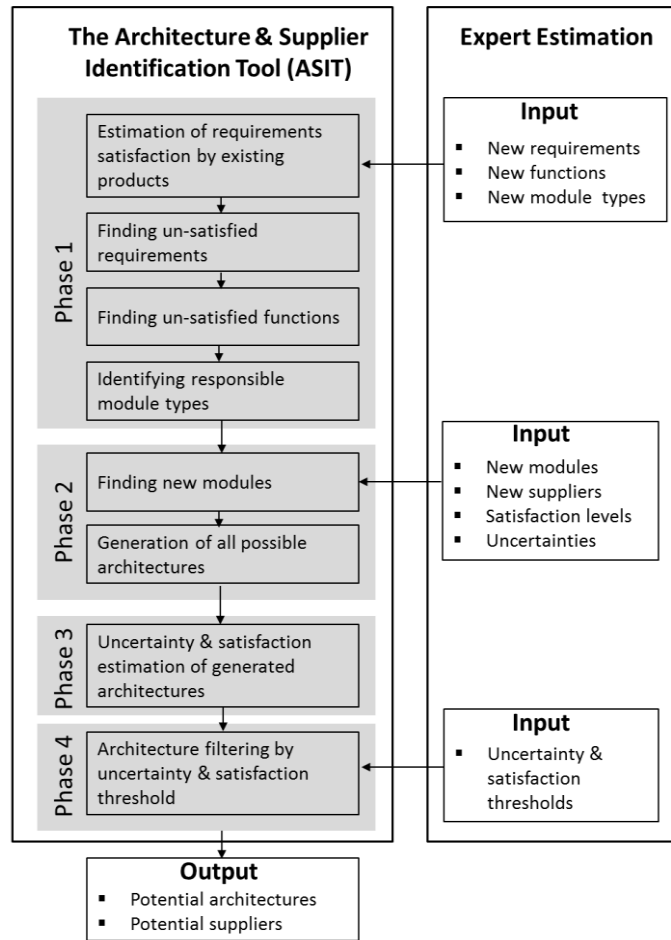 The Architecture & Supplier
Identification Tool (ASIT)
Phase 1
Estimation of requirements
satisfaction by existing
products
Finding un-satisfied
requirements
Finding un-satisfied functions
Identifying responsible
module types
Phase 2
Finding new modules
Generation of all possible
architectures
Phase 3
Uncertainty & satisfaction
estimation of generated
architectures
Phase 4
Architecture filtering by
uncertainty & satisfaction
threshold
Output
▪ Potential architectures
▪ Potential suppliers
Expert Estimation
Input
▪ New requirements
▪ New functions
▪ New module types
Input
▪ New modules
▪ New suppliers
▪ Satisfaction levels
▪ Uncertainties
Input
▪ Uncertainty &
satisfaction
thresholds